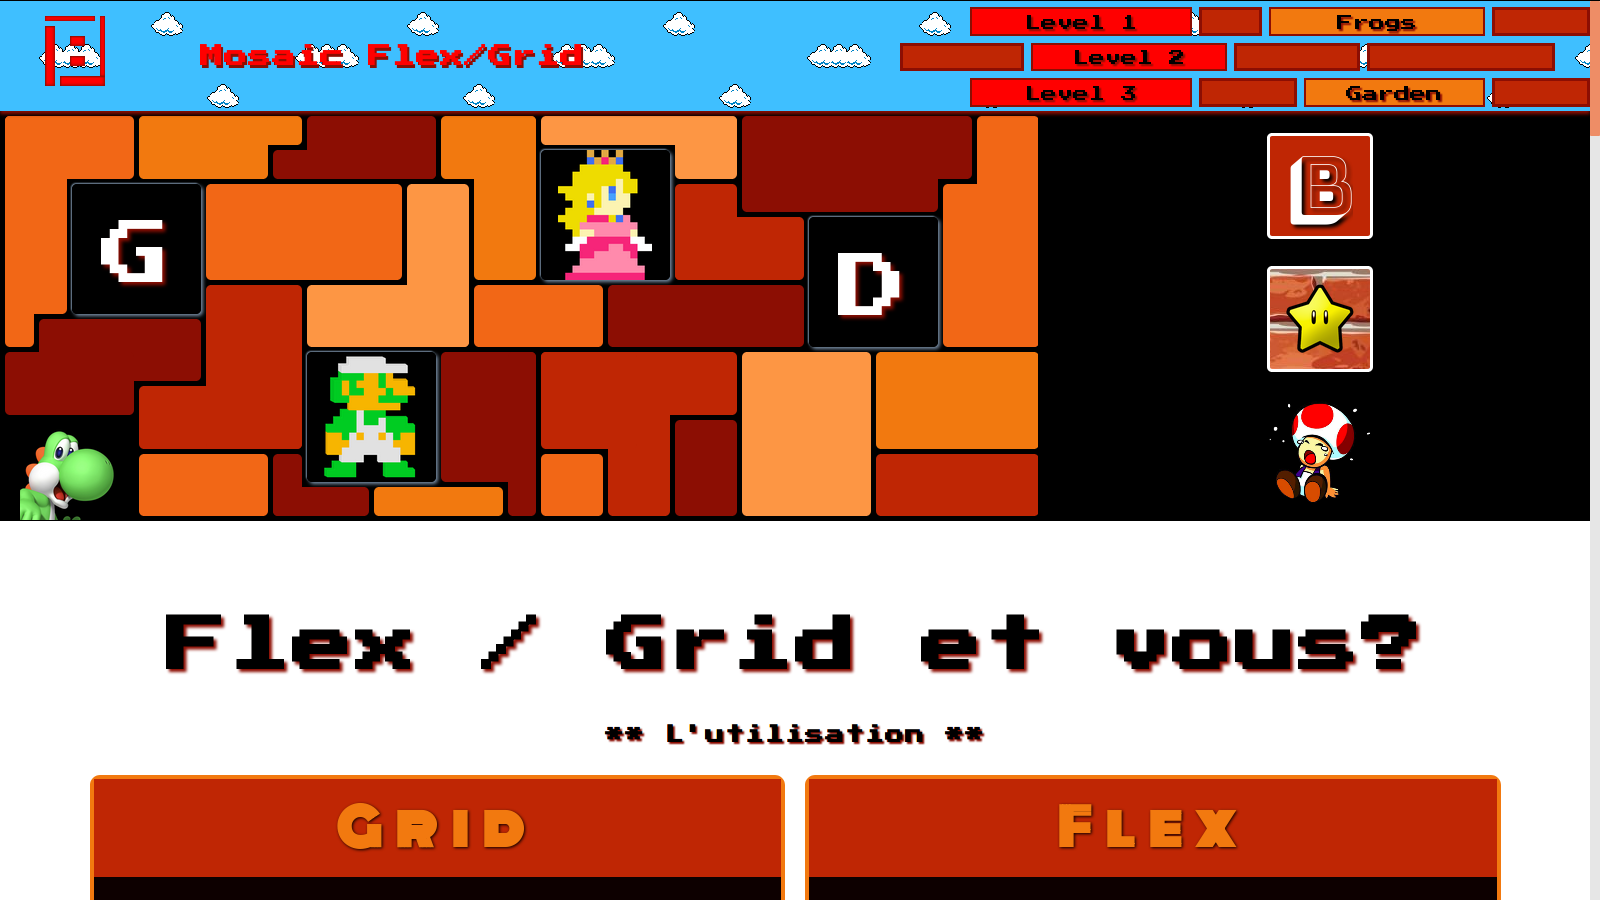 Mosaic Flex/Grid
Level 1
Frogs
Level 2
Level 3
Garden
G
D
B
Flex / Grid et vous?
** L'utilisation **
Grid
Flex